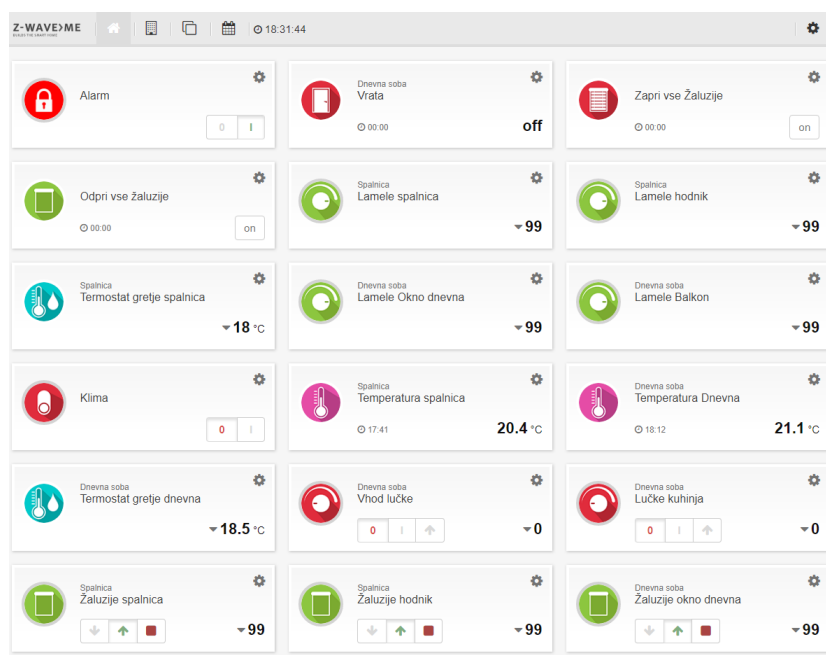 Z-WAVE>ME
18:31:44
Alarm
0 I
Dnevna soba
Vrata
00:00
off
Zapri vse Žaluzije
00:00
on
Odpri vse žaluzije
00:00
on
Spalnica
Lamele spalnica
99
Spalnica
Lamele hodnik
99
Spalnica
Termostat gretje spalnica
18 °C
Dnevna soba
Lamele Okno dnevna
99
Dnevna soba
Lamele Balkon
99
Klima
0 I
Spalnica
Temperatura spalnica
17:41
20.4 °C
Dnevna soba
Temperatura Dnevna
18:12
21.1 °C
Dnevna soba
Termostat gretje dnevna
18.5 °C
Dnevna soba
Vhod lučke
0 I
0
Dnevna soba
Lučke kuhinja
0 I
0
Spalnica
Žaluzije spalnica
99
Spalnica
Žaluzije hodnik
99
Dnevna soba
Žaluzije okno dnevna
99